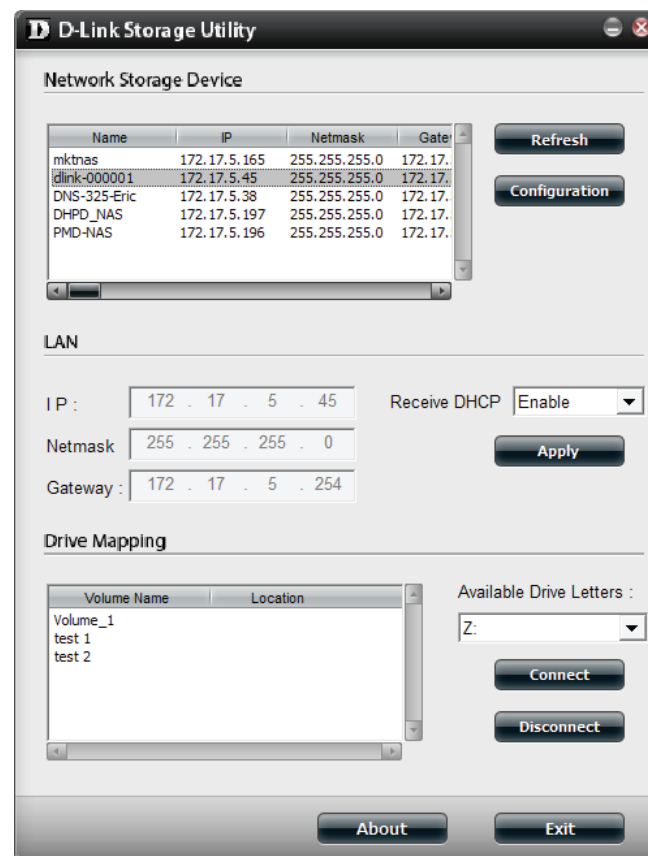 D D-Link Storage Utility
Network Storage Device
Name IP Netmask Gate
mktnas 172.17.5.165 255.255.255.0 172.17.
dlink-000001 172.17.5.45 255.255.255.0 172.17.
DNS-325-Eric 172.17.5.38 255.255.255.0 172.17.
DHPD_NAS 172.17.5.197 255.255.255.0 172.17.
PMD-NAS 172.17.5.196 255.255.255.0 172.17.
Refresh
Configuration
LAN
I P : 172 . 17 . 5 . 45
Receive DHCP Enable
Netmask 255 . 255 . 255 . 0
Apply
Gateway : 172 . 17 . 5 . 254
Drive Mapping
Volume Name Location
Volume_1
test 1
test 2
Available Drive Letters :
Z:
Connect
Disconnect
About Exit